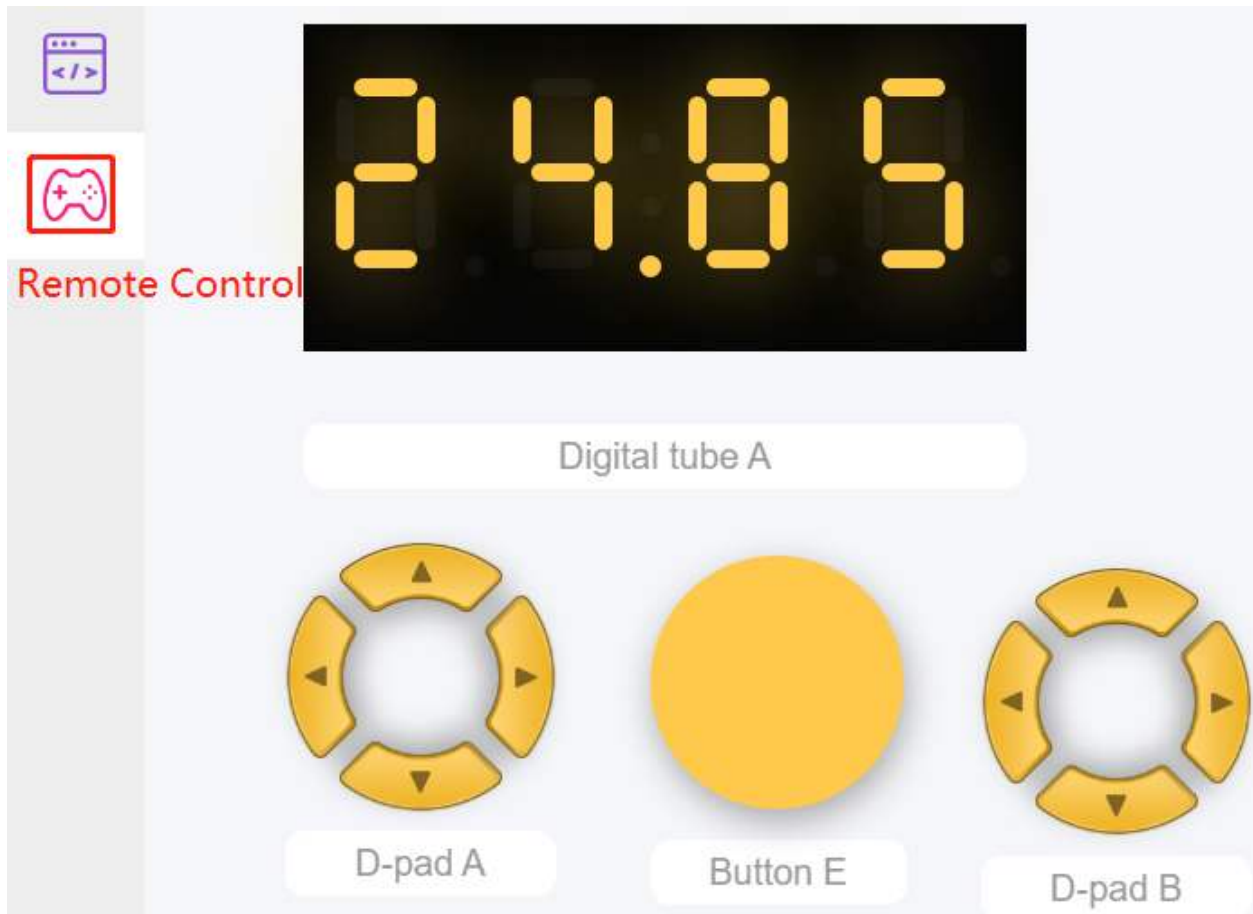 </>
24.85
Remote Control
Digital tube A
D-pad A
Button E
D-pad B